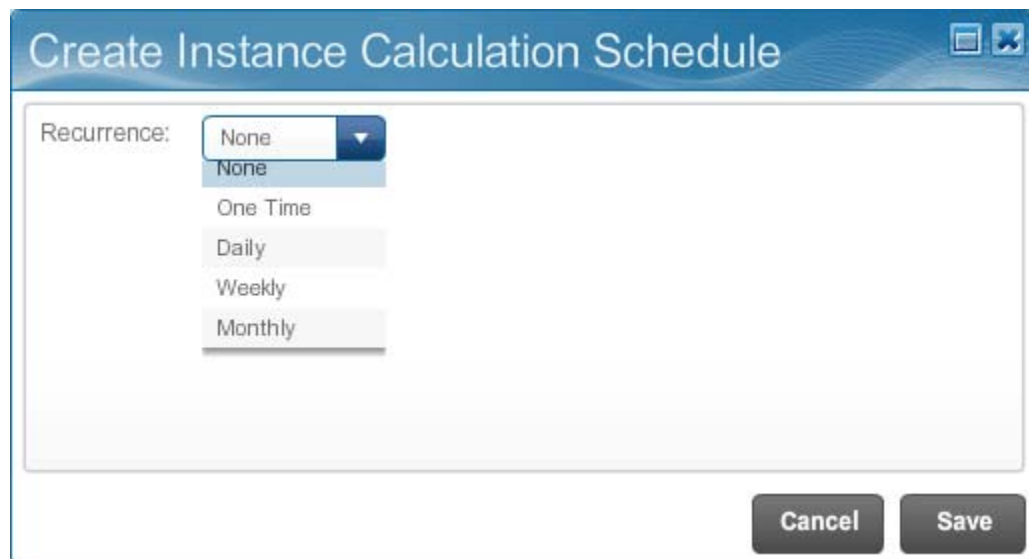 Create Instance Calculation Schedule
Recurrence: None
None
One Time
Daily
Weekly
Monthly
Cancel Save